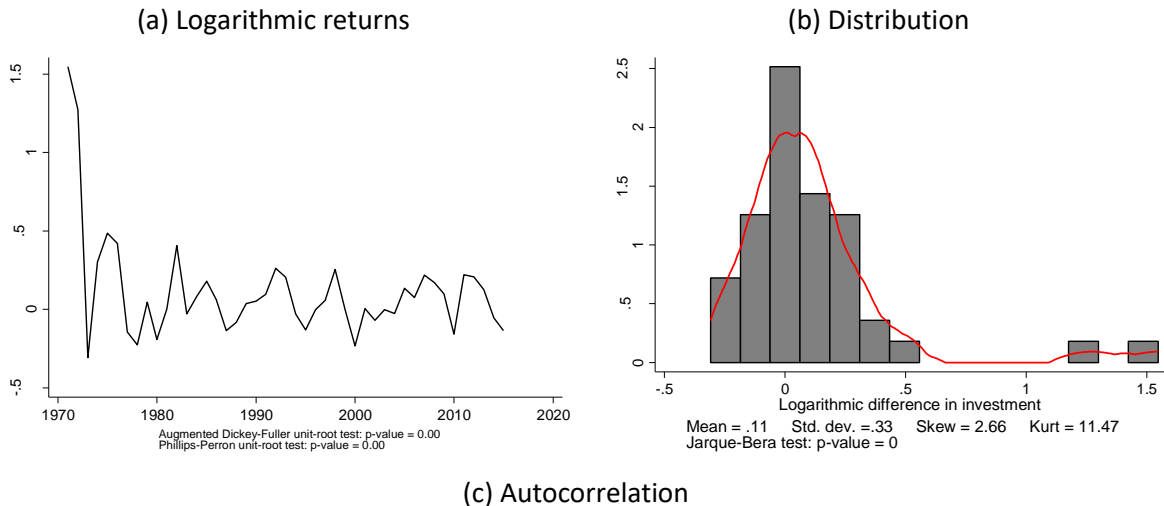 (a) Logarithmic returns
1.5
1
.5
0
-.5
1970 1980 1990 2000 2010 2020
Augmented Dickey-Fuller unit-root test: p-value = 0.00
Phillips-Perron unit-root test: p-value = 0.00
(b) Distribution
2.5
2
1.5
1
.5
0
-.5 0 .5 1 1.5
Logarithmic difference in investment
Mean = .11 Std. dev. =.33 Skew = 2.66 Kurt = 11.47
Jarque-Bera test: p-value = 0
(c) Autocorrelation